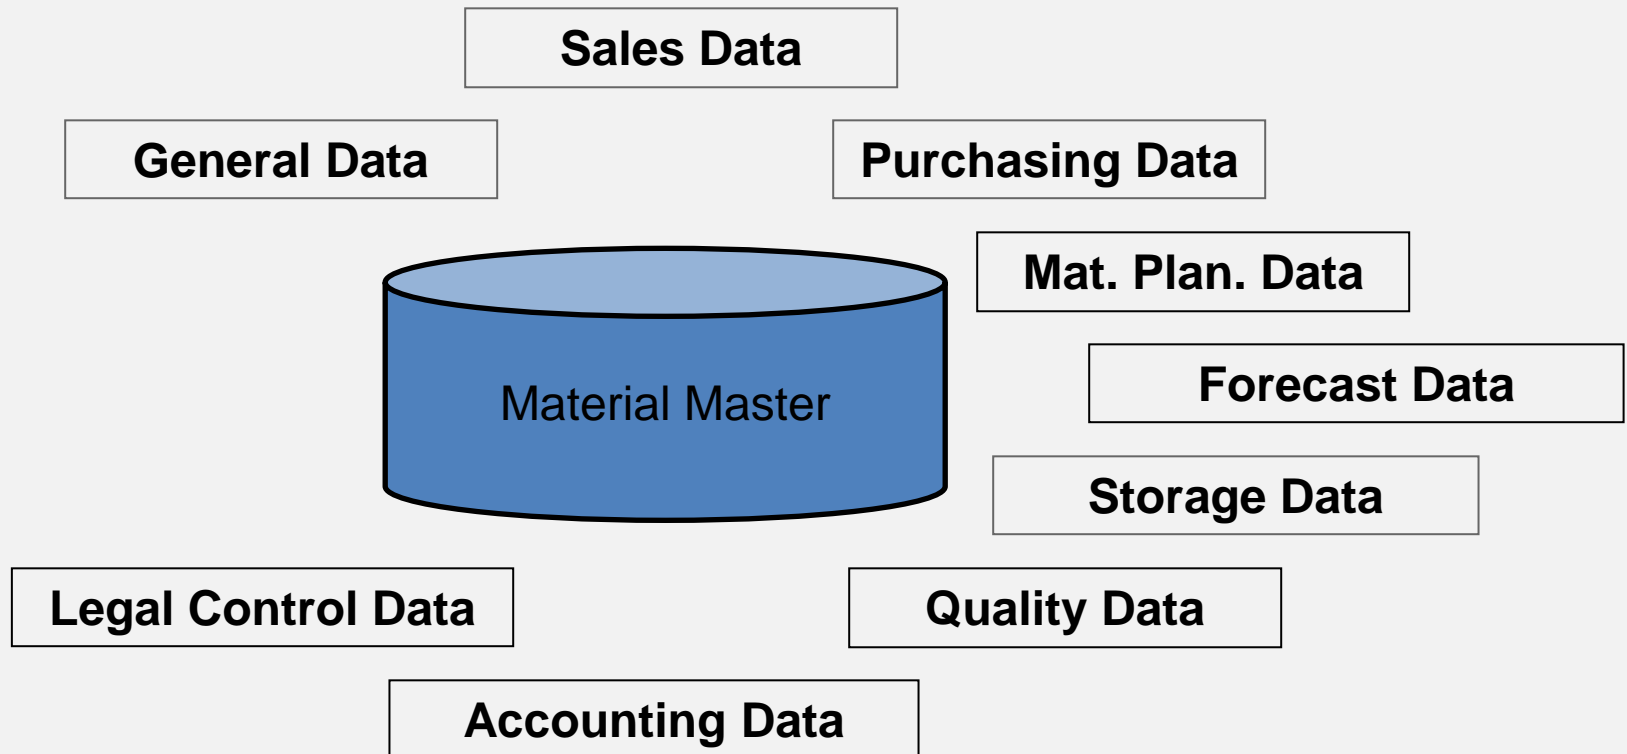 Sales Data
General Data
Purchasing Data
Mat. Plan. Data
Material Master
Forecast Data
Storage Data
Legal Control Data
Quality Data
Accounting Data